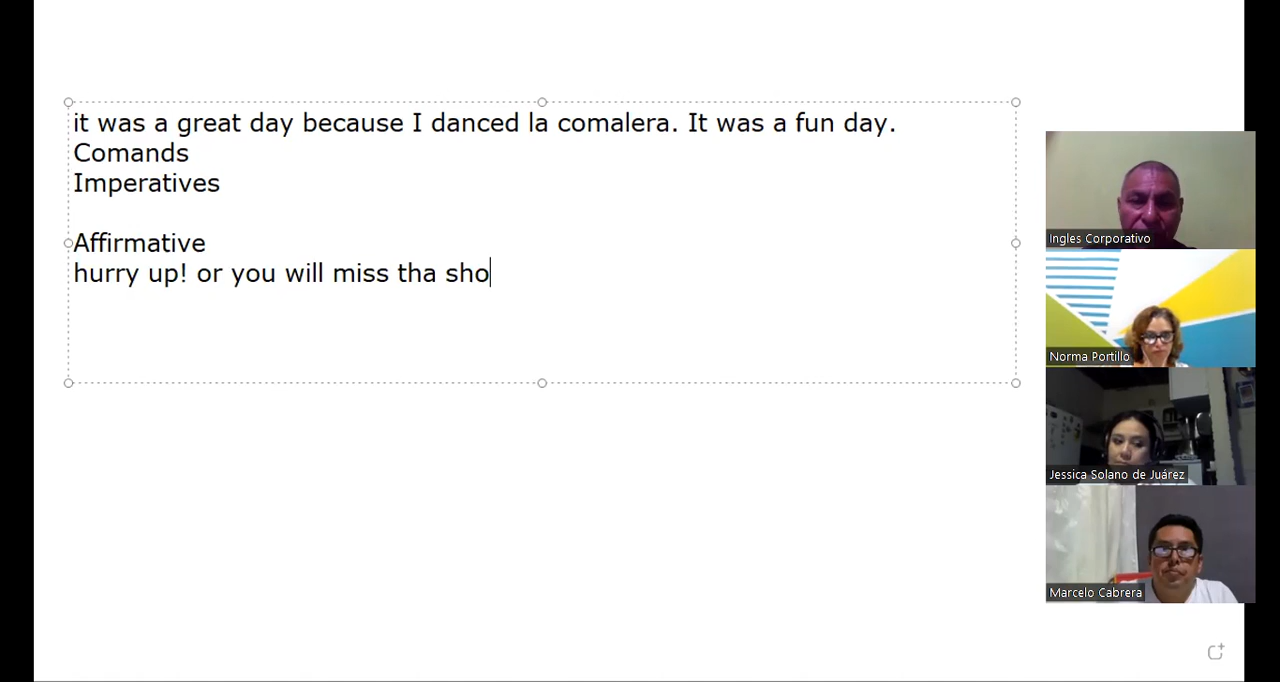 it was a great day because I danced la comalera. It was a fun day.
Comands
Imperatives
Affirmative
hurry up! or you will miss tha sho
Ingles Corporativo
Norma Portillo
Jessica Solano de Juárez
Marcelo Cabrera